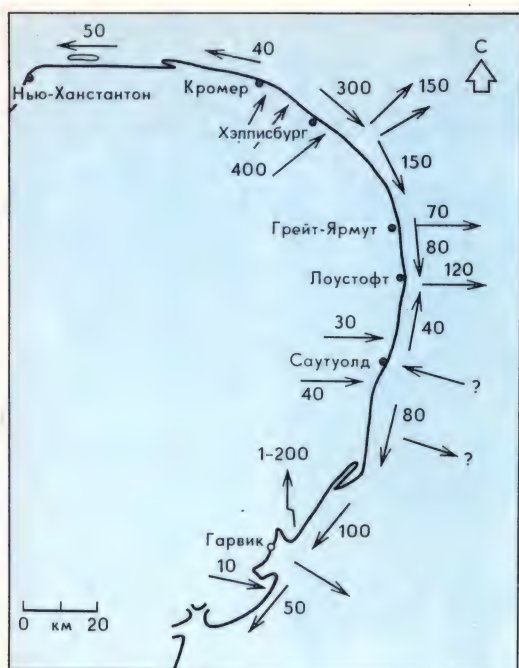 50
40
С
Нью-Ханстантон
Кромер
300
150
Хэпписбург
400
150
Грейт-Ярмут
70
80
Лоустофт
120
30
40
Саутуолд
40
?
80
?
1-200
100
Гарвик
10
50
0 20
км